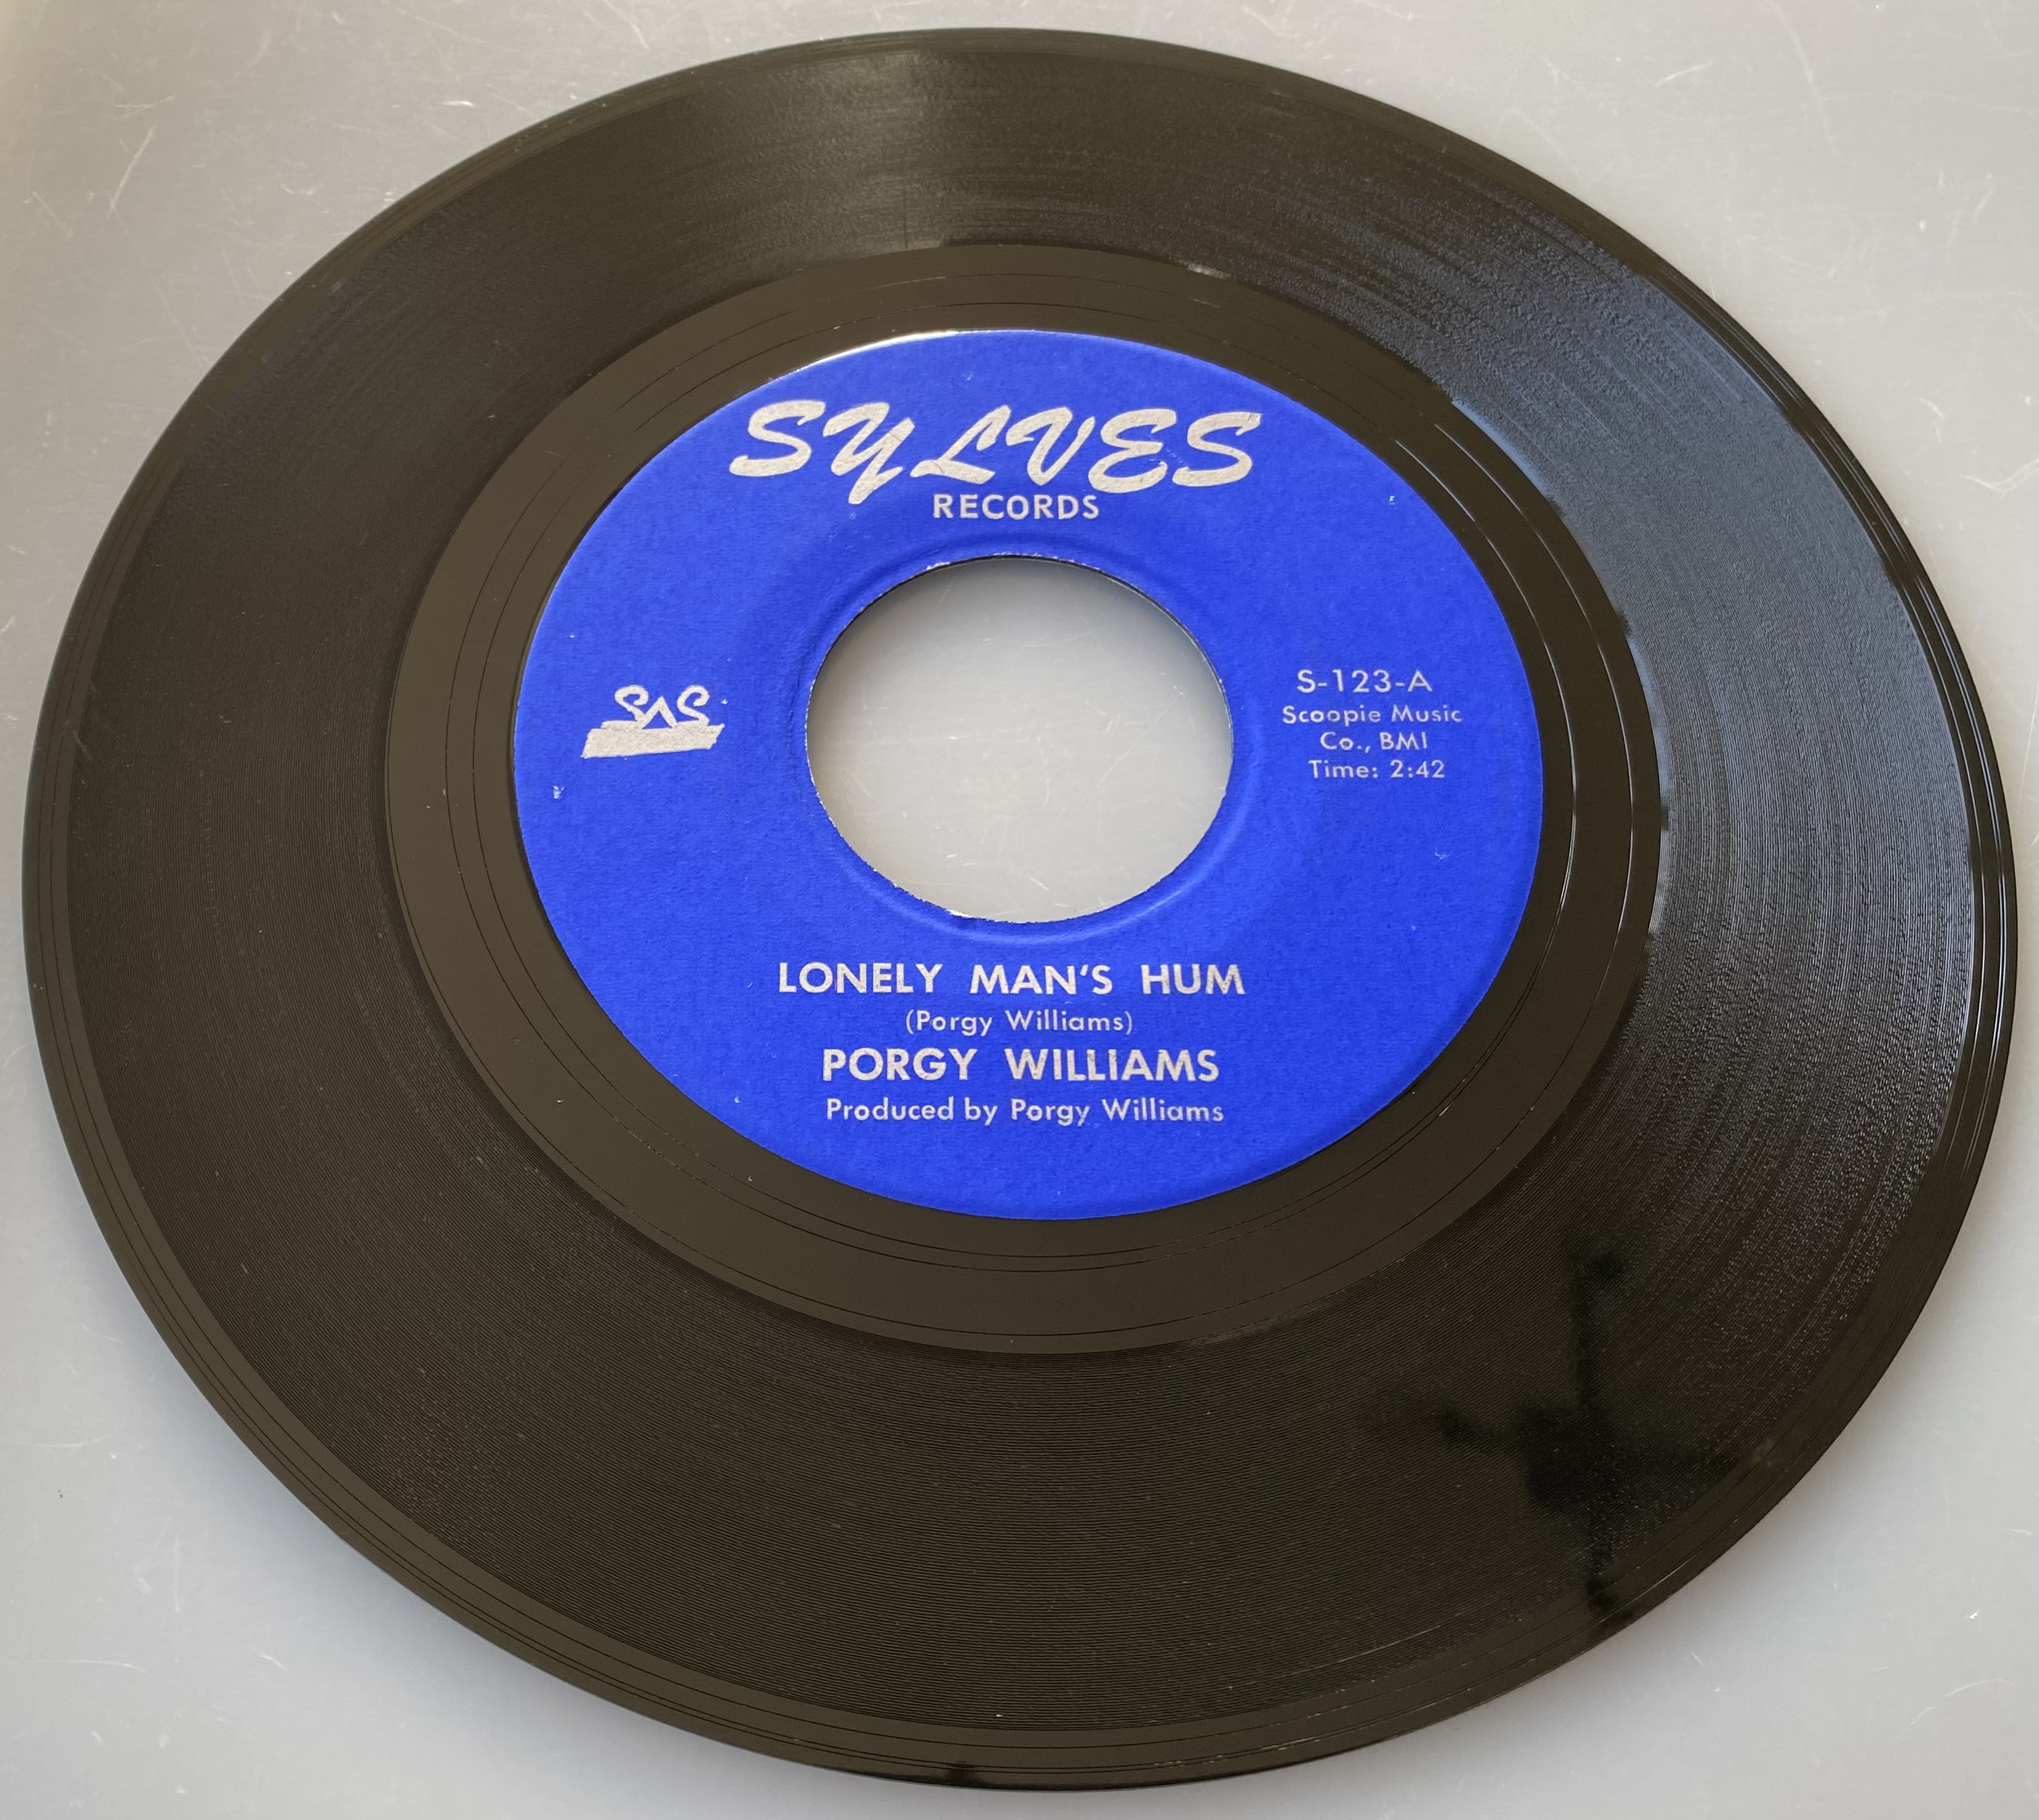 SYLVES
RECORDS
SAS
S-123-A
Scoopie Music
Co., BMI
Time: 2:42
LONELY MAN'S HUM
(Porgy Williams)
PORGY WILLIAMS
Produced by Porgy Williams